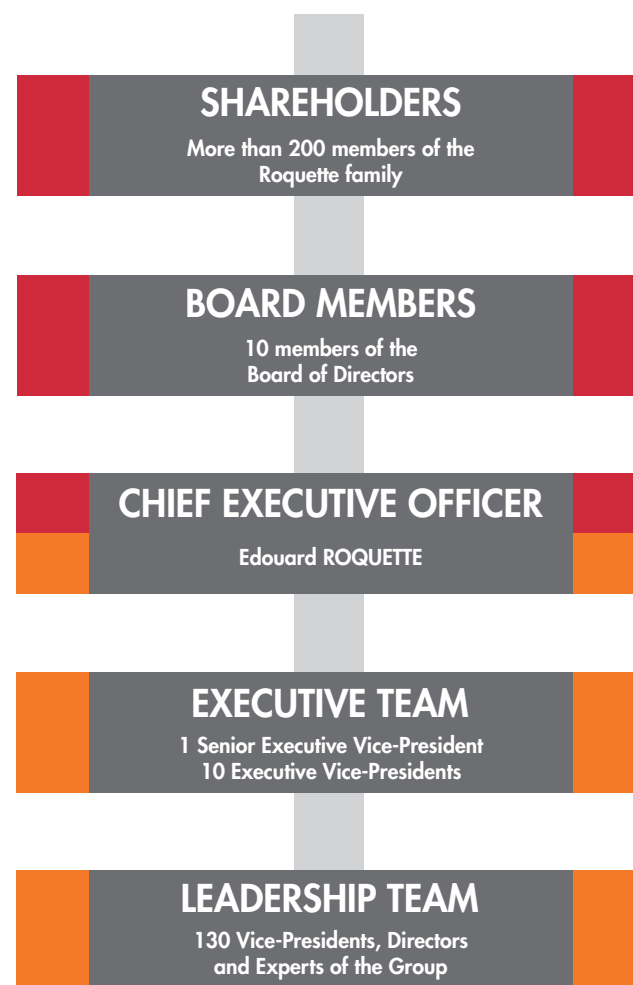 SHAREHOLDERS
More than 200 members of the
Roquette family
BOARD MEMBERS
10 members of the
Board of Directors
CHIEF EXECUTIVE OFFICER
Edouard ROQUETTE
EXECUTIVE TEAM
1 Senior Executive Vice-President
10 Executive Vice-Presidents
LEADERSHIP TEAM
130 Vice-Presidents, Directors
and Experts of the Group